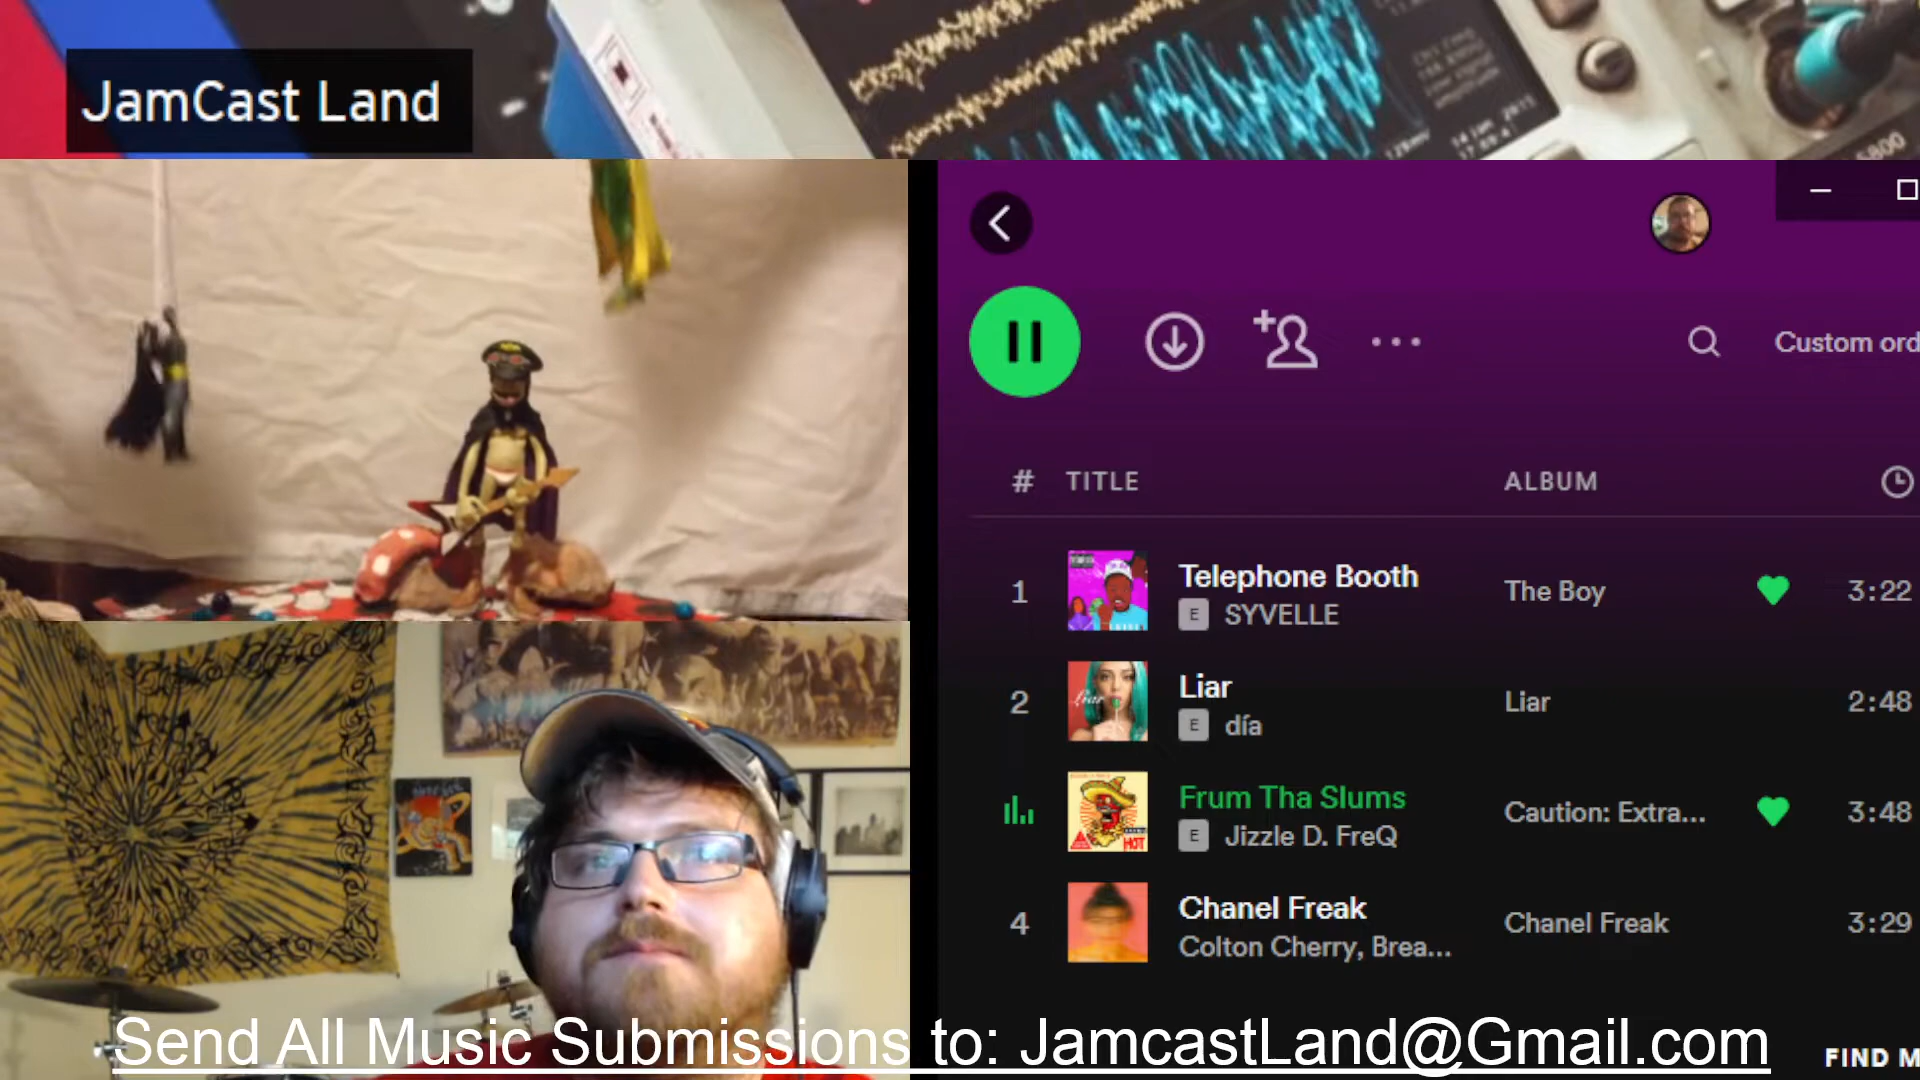 JamCast Land
Custom ord
# TITLE ALBUM
1 Telephone Booth The Boy 3:22
E SYVELLE
2 Liar Liar 2:48
E día
Frum Tha Slums Caution: Extra... 3:48
E Jizzle D. FreQ
4 Chanel Freak Chanel Freak 3:29
Colton Cherry, Brea...
Send All Music Submissions to: JamcastLand@Gmail.com
FIND M